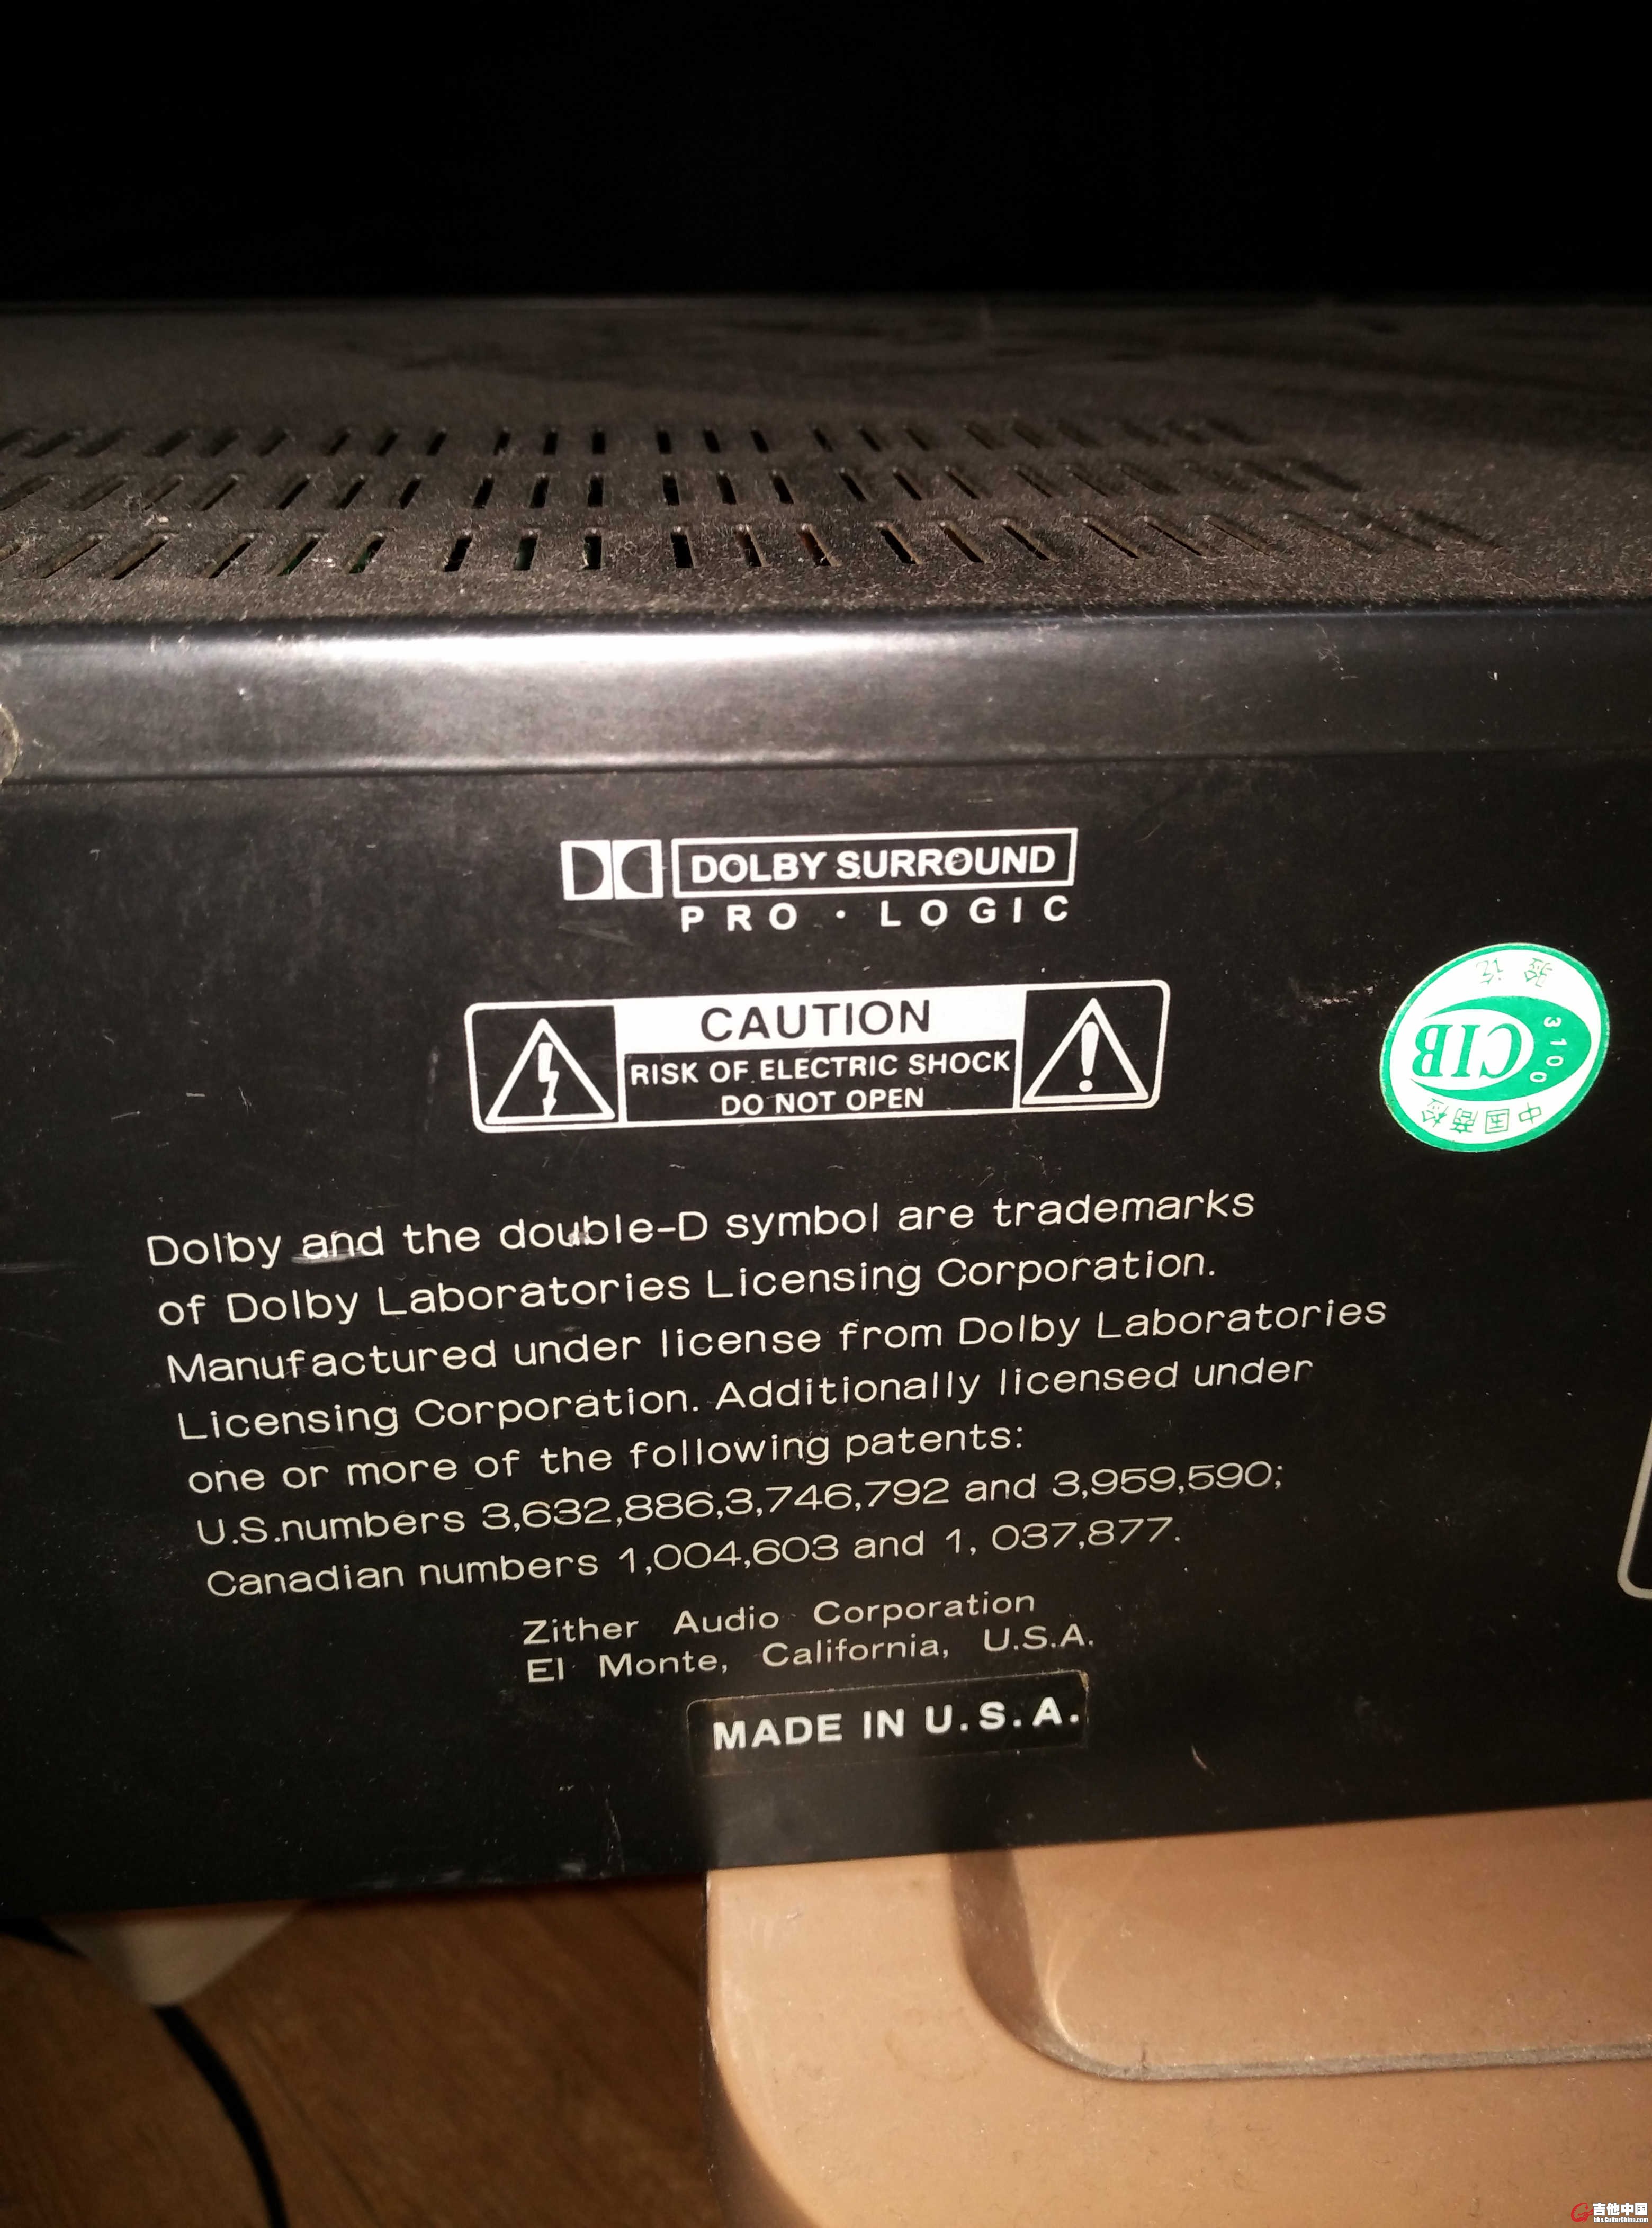 DOLBY SURROUND
PRO·LOGIC
CAUTION
RISK OF ELECTRIC SHOCK
DO NOT OPEN
中国商检
CIB
3100
Dolby and the double-D symbol are trademarks
of Dolby Laboratories Licensing Corporation.
Manufactured under license from Dolby Laboratories
Licensing Corporation. Additionally licensed under
one or more of the following patents:
U.S.numbers 3,632,886,3,746,792 and 3,959,590;
Canadian numbers 1,004,603 and 1, 037,877.
Zither Audio Corporation
El Monte, California, U.S.A.
MADE IN U.S.A.
吉他中国
bbs.GuitarChina.com